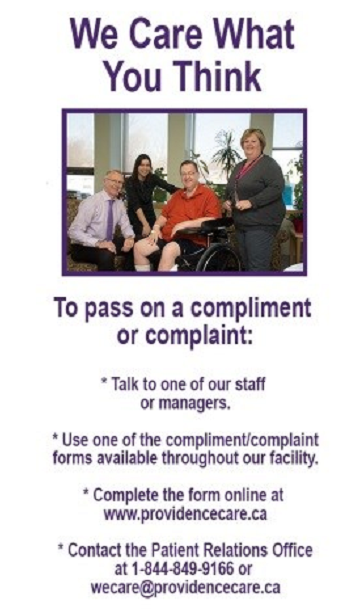 We Care What
You Think
To pass on a compliment
or complaint:
* Talk to one of our staff
or managers.
* Use one of the compliment/complaint
forms available throughout our facility.
* Complete the form online at
www.providencecare.ca
* Contact the Patient Relations Office
at 1-844-849-9166 or
wecare@providencecare.ca